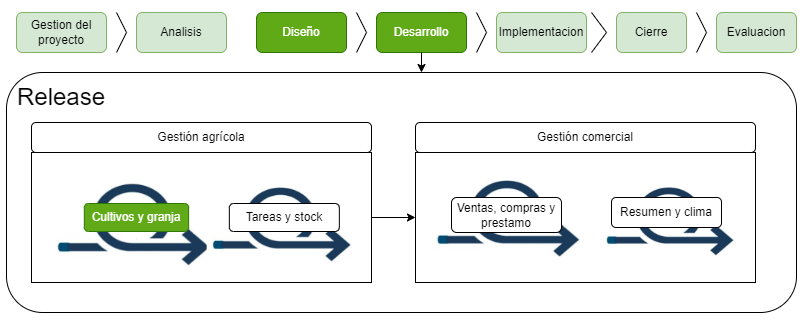 Gestion del
proyecto
Analisis
Diseño
Desarrollo
Implementacion
Cierre
Evaluacion
Release
Gestión agrícola
Gestión comercial
Cultivos y granja
Tareas y stock
Ventas, compras y
prestamo
Resumen y clima